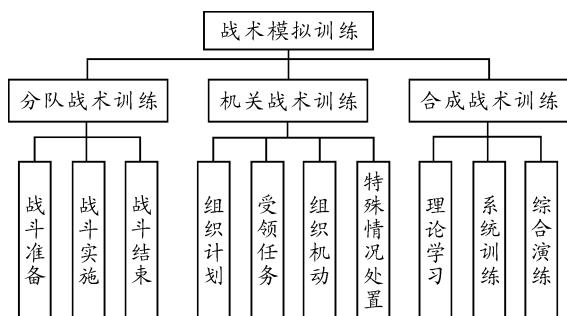 战术模拟训练
分队战术训练
机关战术训练
合成战术训练
战斗准备
战斗实施
战斗结束
组织计划
受领任务
组织机动
特殊情况处置
理论学习
系统训练
综合演练